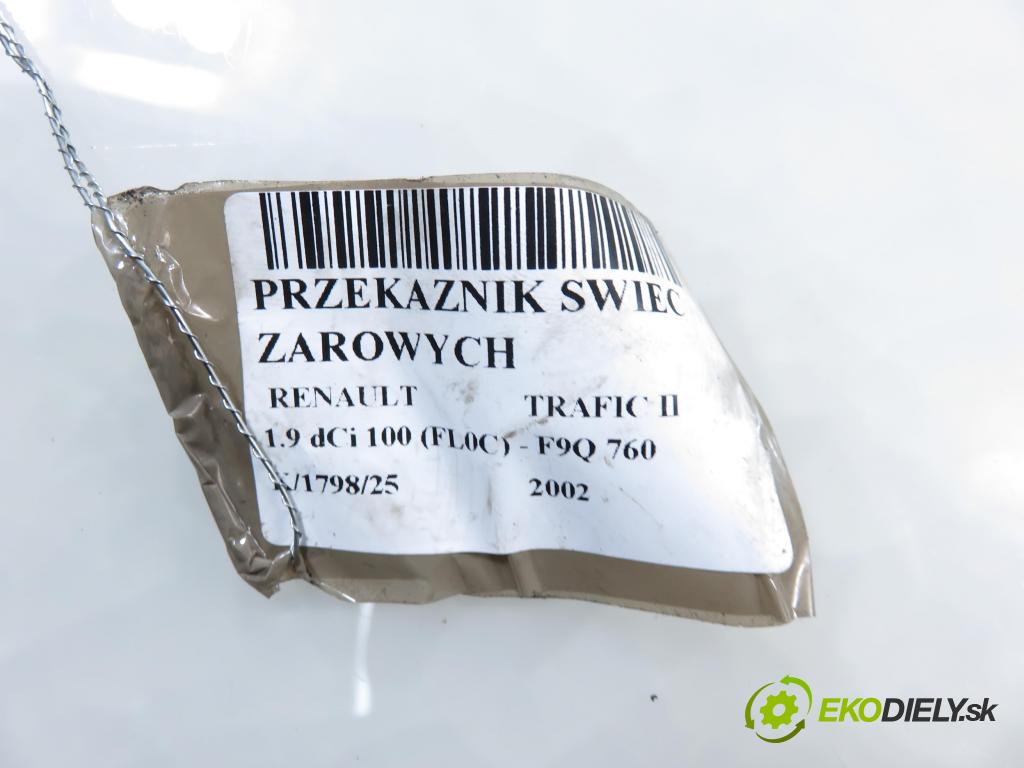 PRZEKAZNIK SWIEC
ZAROWYCH
RENAULT TRAFIC II
1.9 dCi 100 (FL0C) - F9Q 760
K/1798/25 2002
EKODIELY.sk